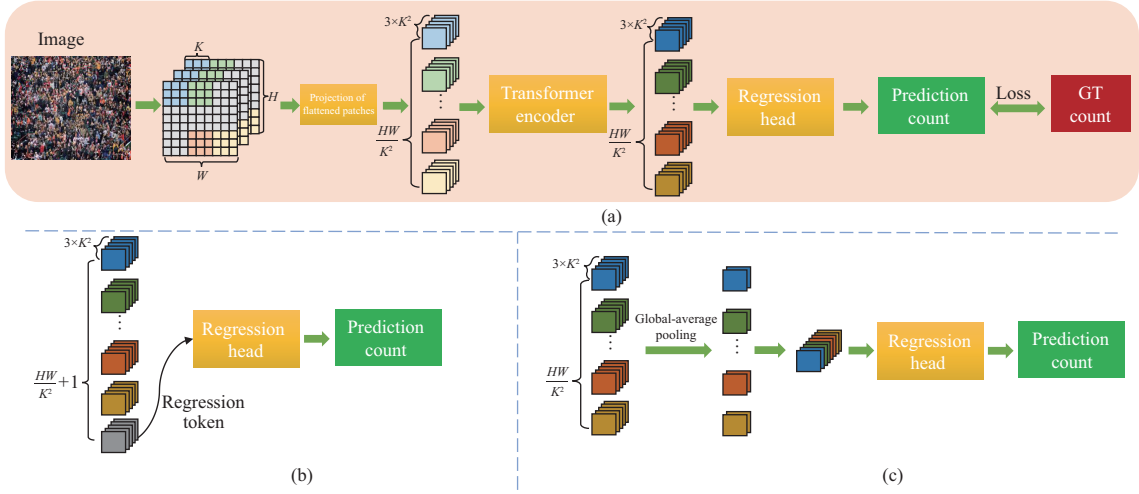 Image
K
H
W
Projection of
flattened patches
3×K²
HW
K²
Transformer
encoder
3×K²
HW
K²
Regression
head
Prediction
count
Loss
GT
count
(a)
3×K²
HW
K²
+1
Regression
token
Regression
head
Prediction
count
(b)
3×K²
HW
K²
Global-average
pooling
Regression
head
Prediction
count
(c)